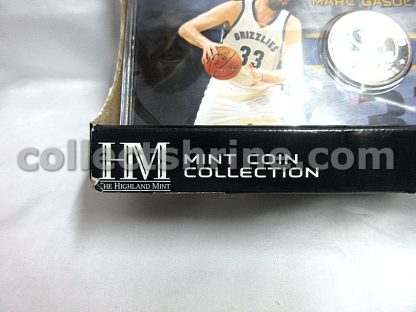 MARC GASOL
GRIZZLIES
33
collectshrine.com
HM
THE HIGHLAND MINT
MINT COIN
COLLECTION